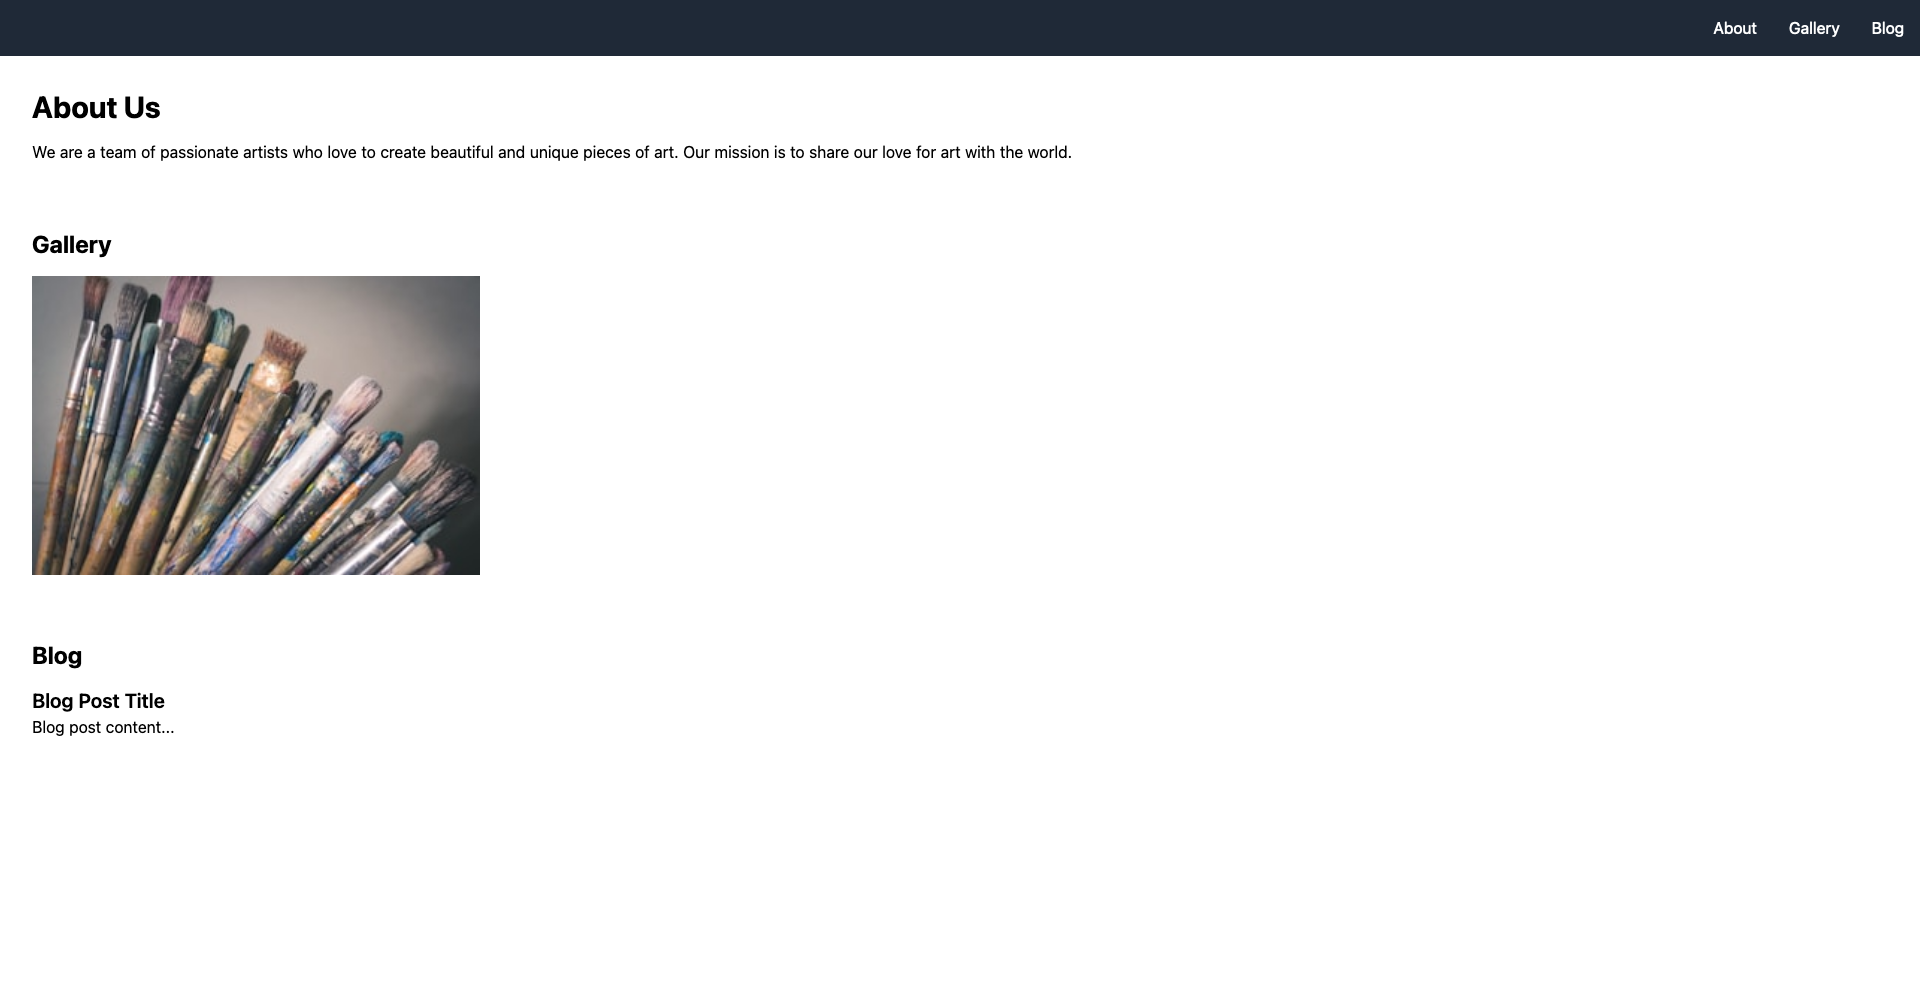 About Gallery Blog
About Us
We are a team of passionate artists who love to create beautiful and unique pieces of art. Our mission is to share our love for art with the world.
Gallery
Blog
Blog Post Title
Blog post content...